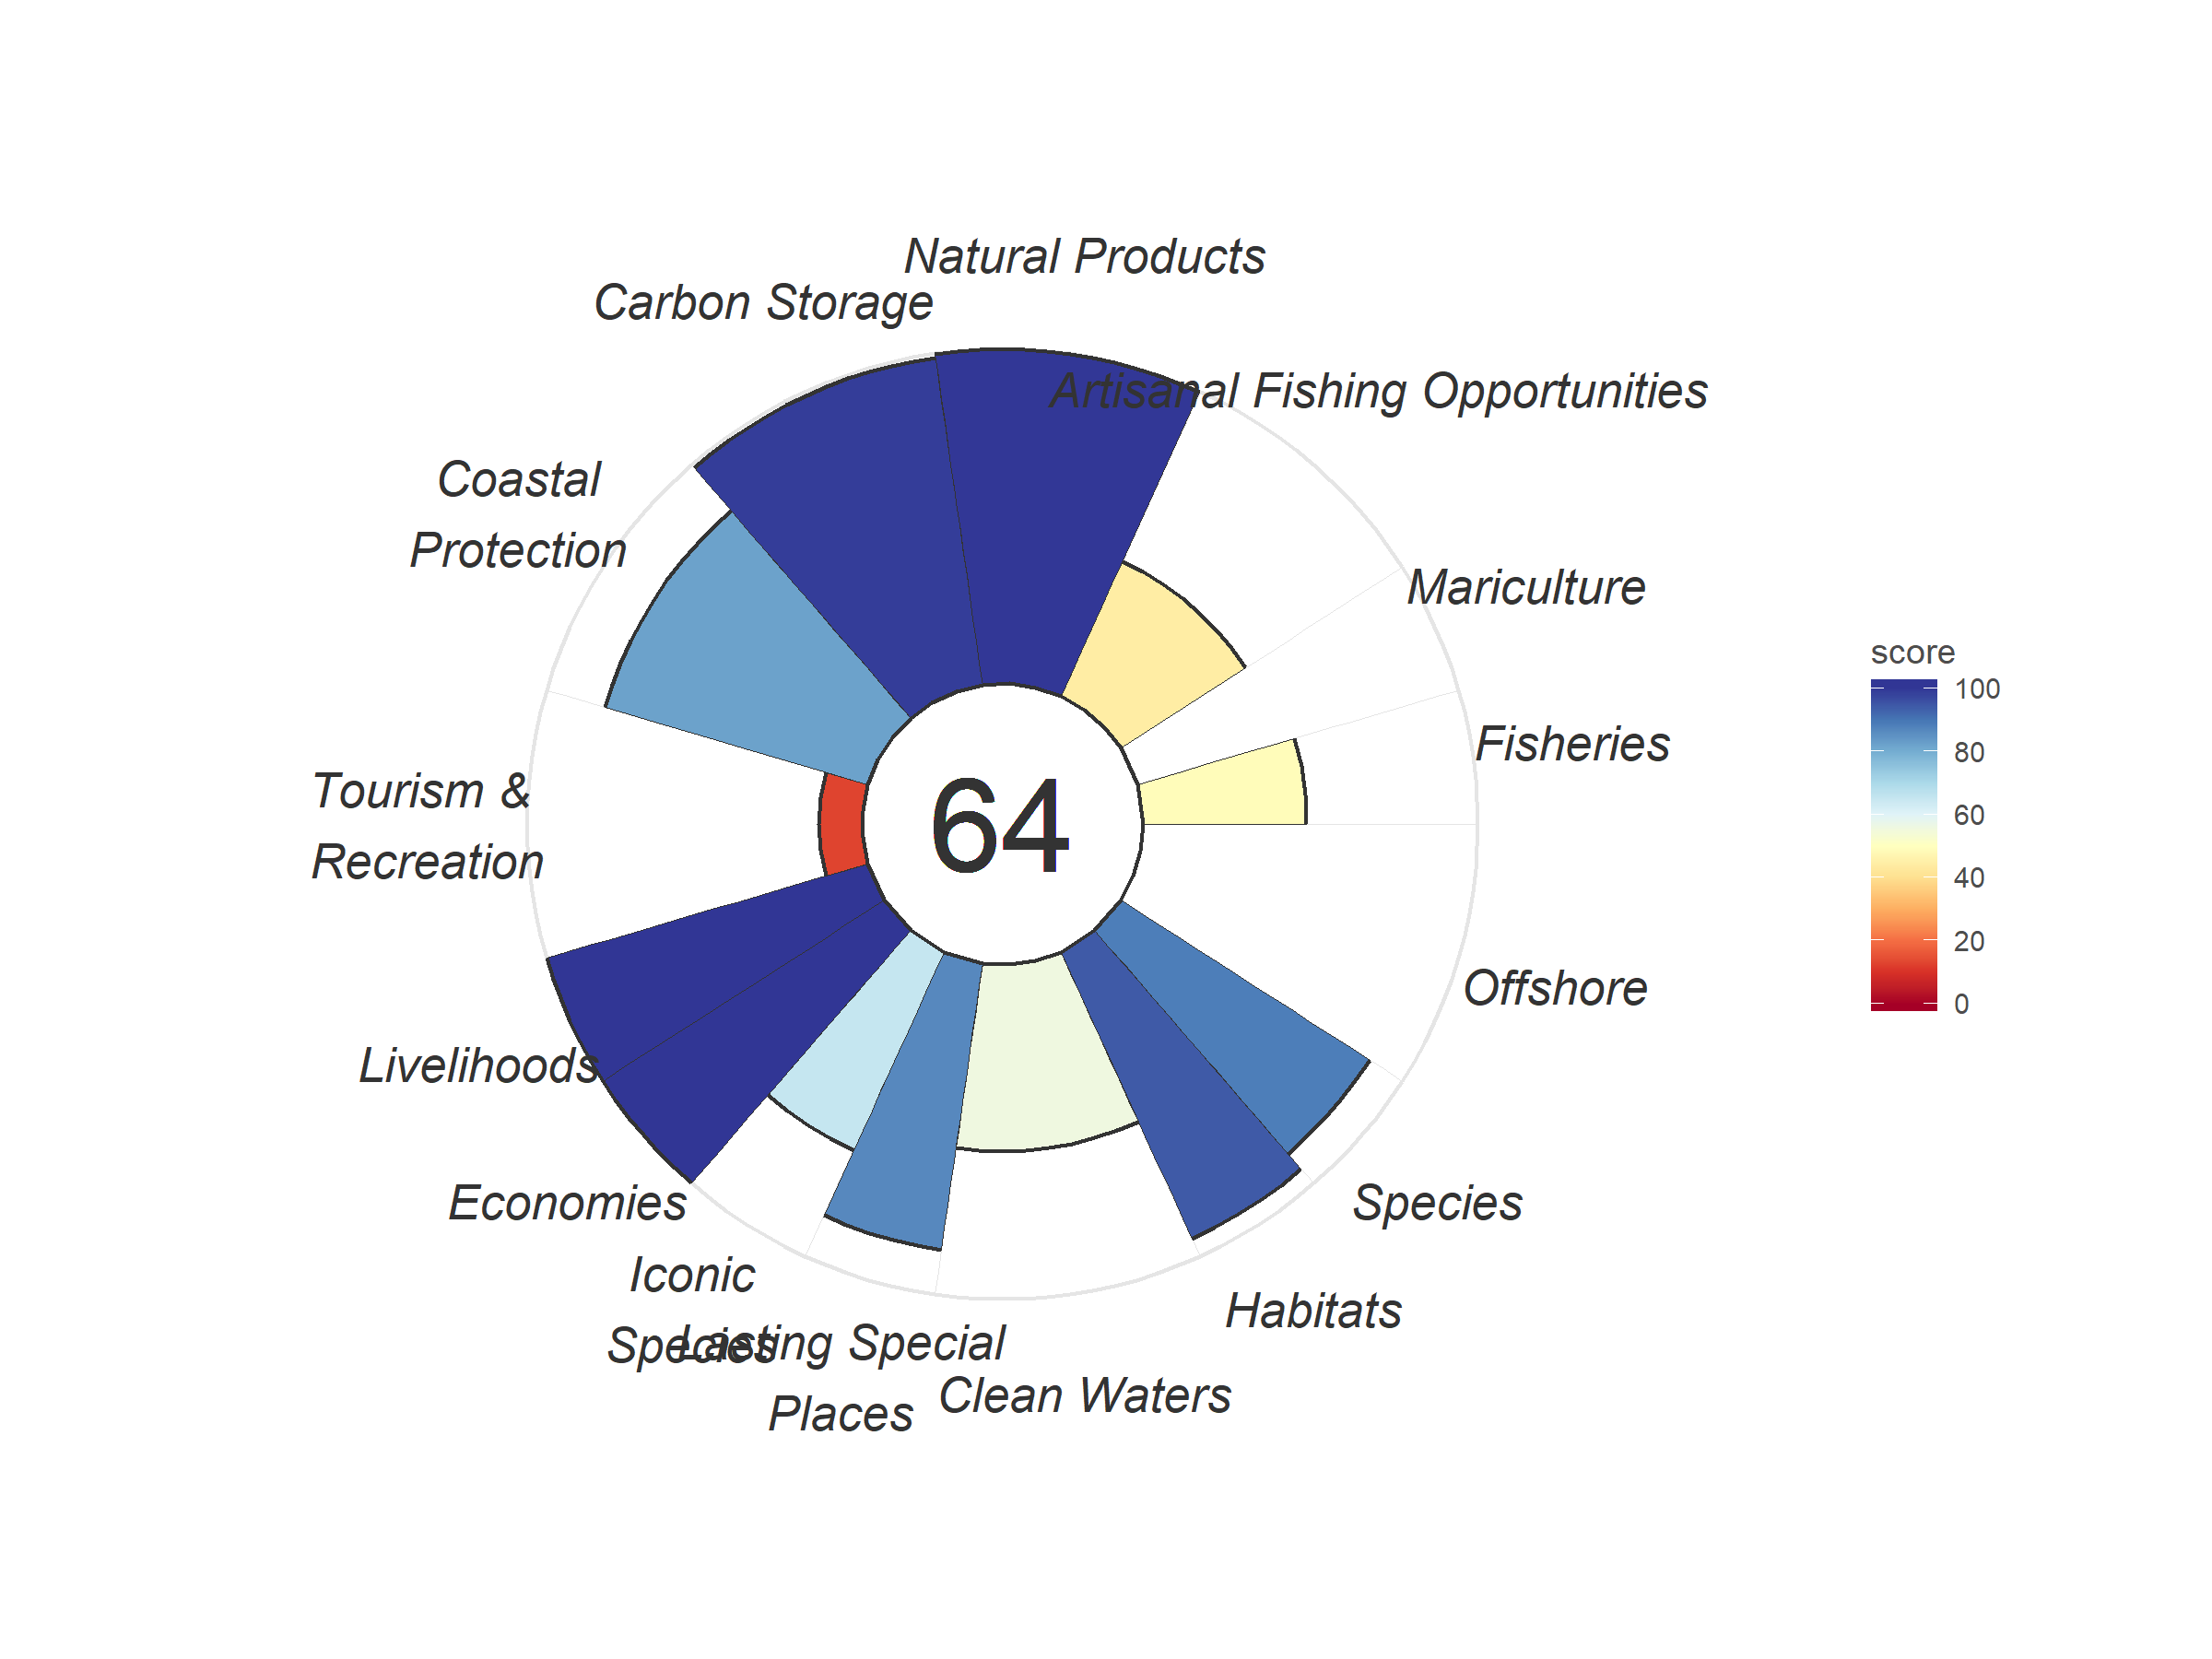 Natural Products
Carbon Storage
Artisanal Fishing Opportunities
Coastal
Protection
Mariculture
Fisheries
Tourism &
Recreation
64
Offshore
Livelihoods
Economies
Species
Iconic
Species
Habitats
Lasting Special
Places
Clean Waters
score
100
80
60
40
20
0